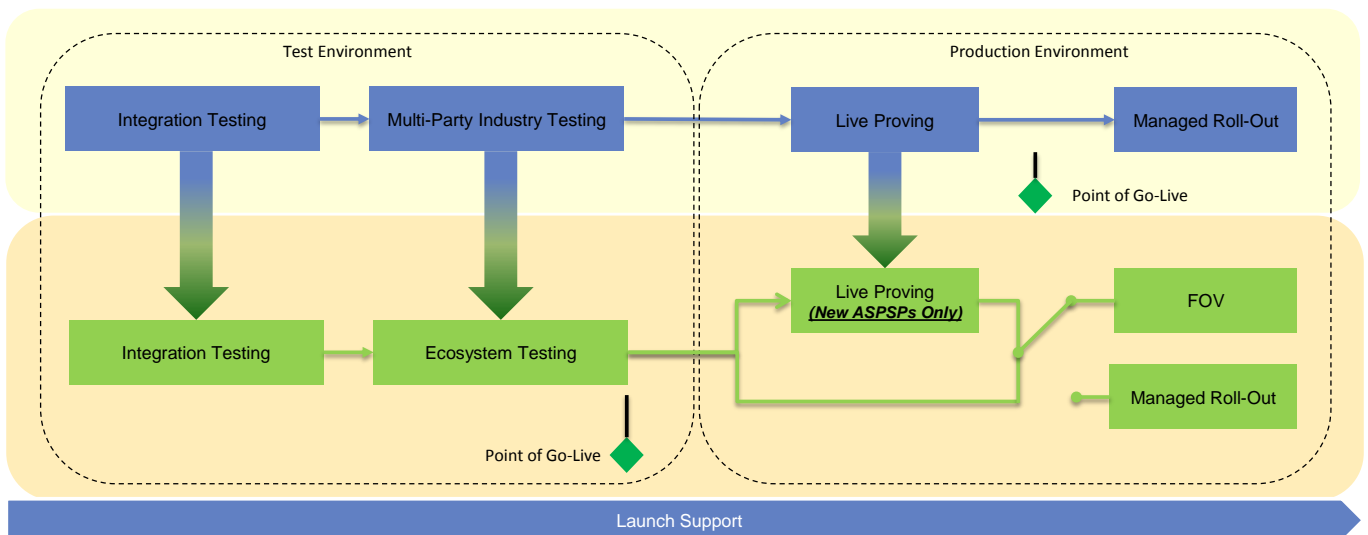 Test Environment
Production Environment
Integration Testing
Multi-Party Industry Testing
Live Proving
Managed Roll-Out
Point of Go-Live
Live Proving
(New ASPSPs Only)
FOV
Integration Testing
Ecosystem Testing
Managed Roll-Out
Point of Go-Live
Launch Support